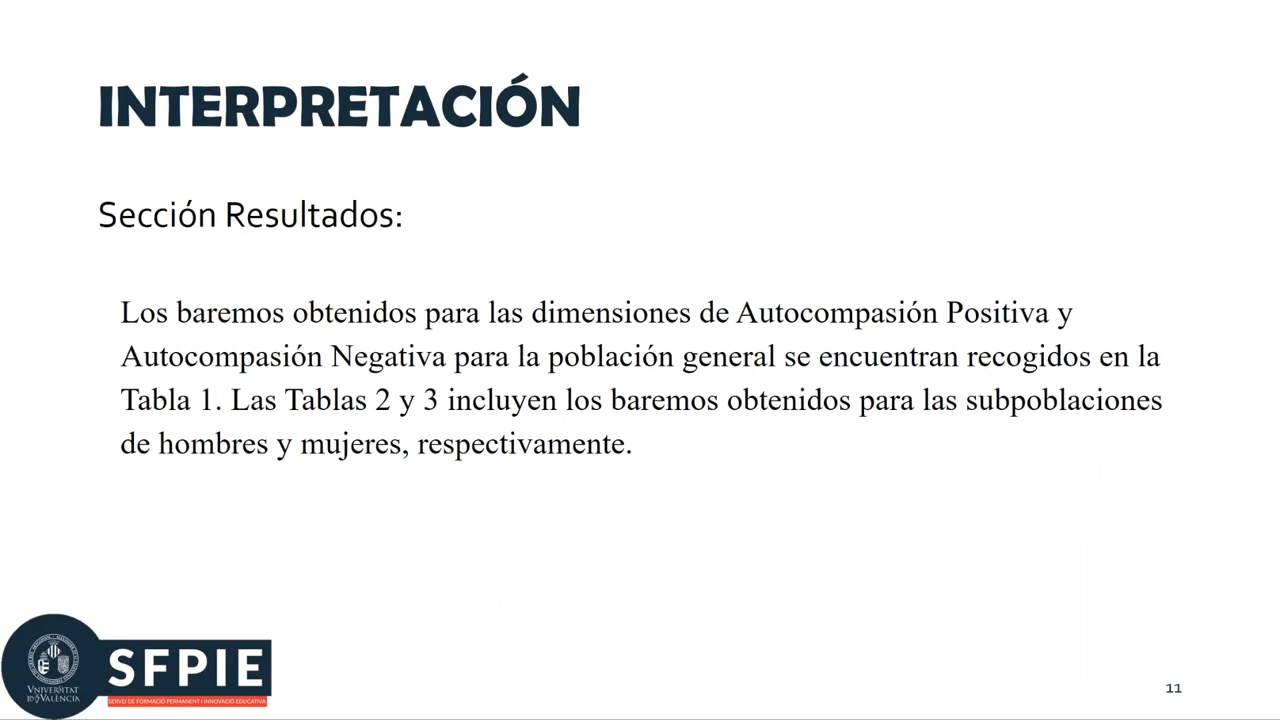 INTERPRETACIÓN
Sección Resultados:
Los baremos obtenidos para las dimensiones de Autocompasión Positiva y
Autocompasión Negativa para la población general se encuentran recogidos en la
Tabla 1. Las Tablas 2 y 3 incluyen los baremos obtenidos para las subpoblaciones
de hombres y mujeres, respectivamente.
SFPIE
SERVEI DE FORMACIÓ PERMANENT I INNOVACIÓ EDUCATIVA
VNIVERSITAT
DE VALÈNCIA
11